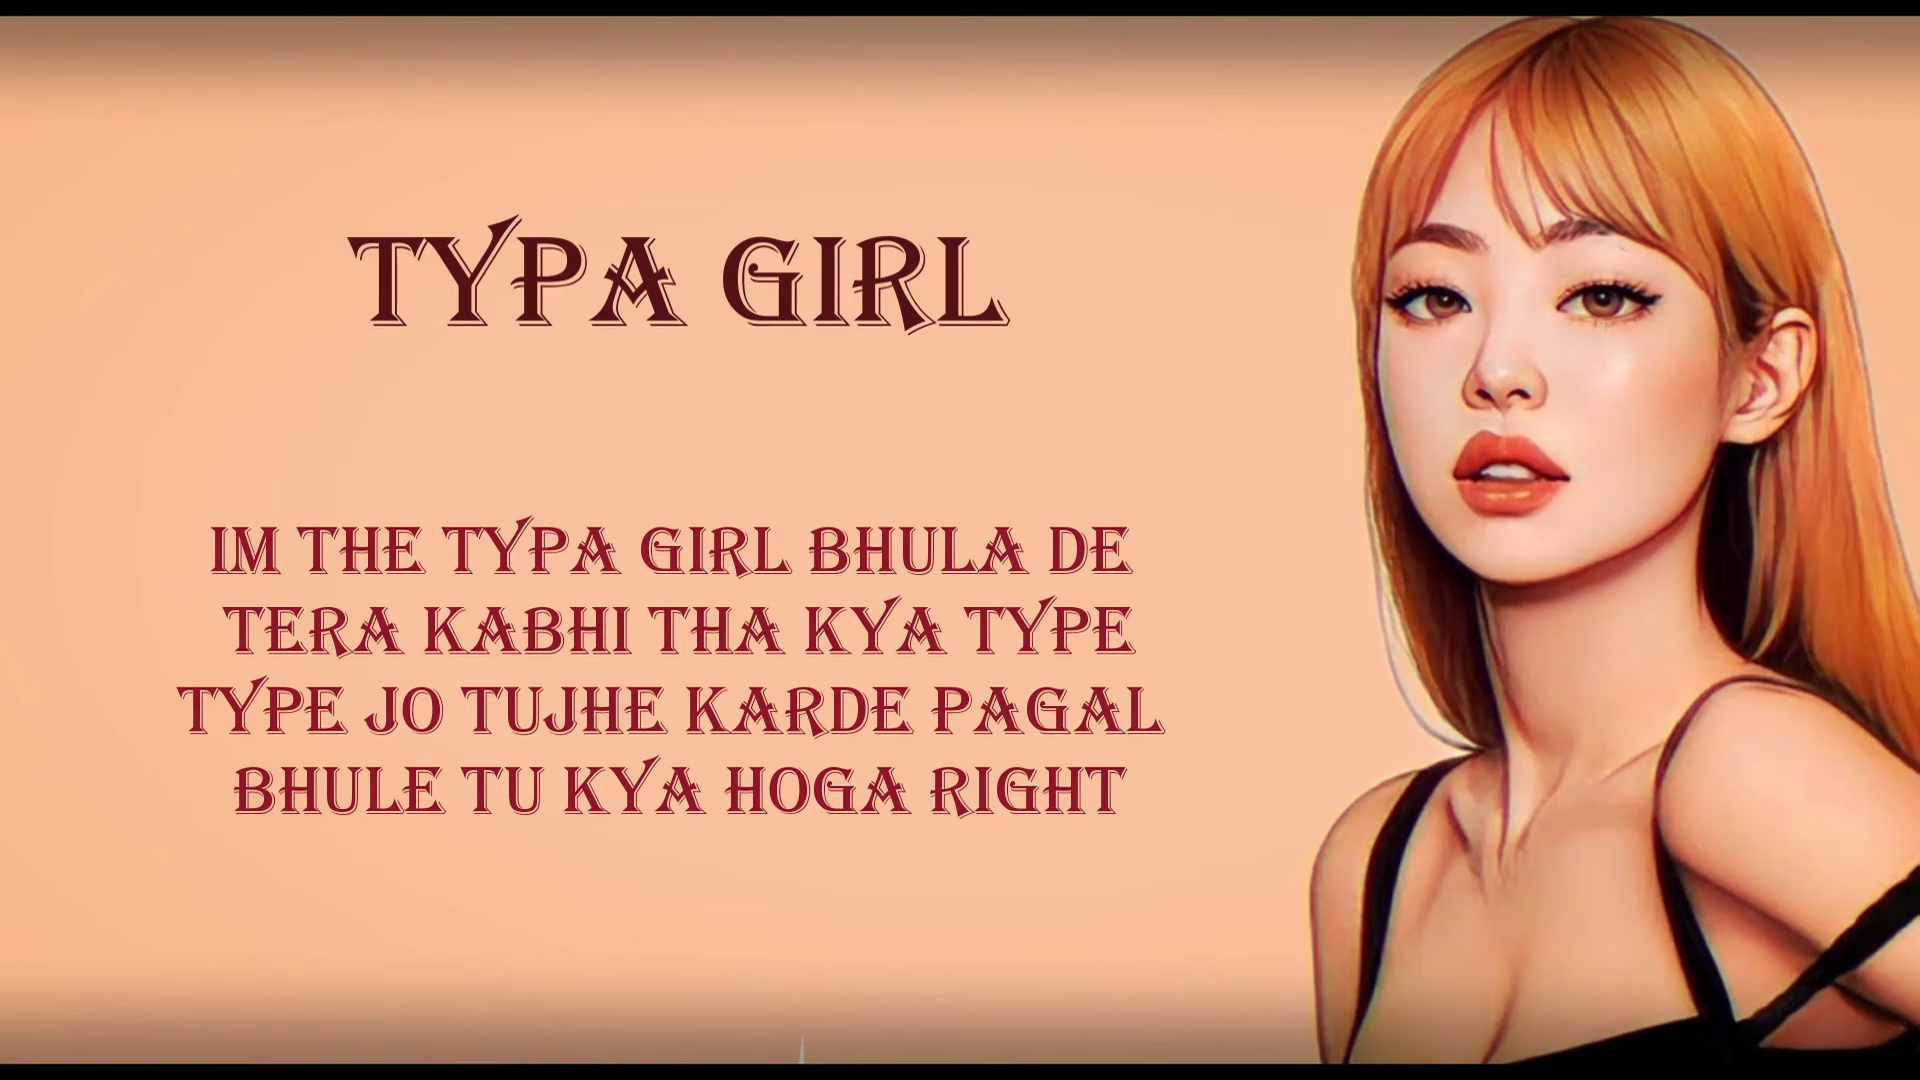 TYPA GIRL
IM THE TYPA GIRL BHULA DE
TERA KABHI THA KYA TYPE
TYPE JO TUJHE KARDE PAGAL
BHULE TU KYA HOGA RIGHT